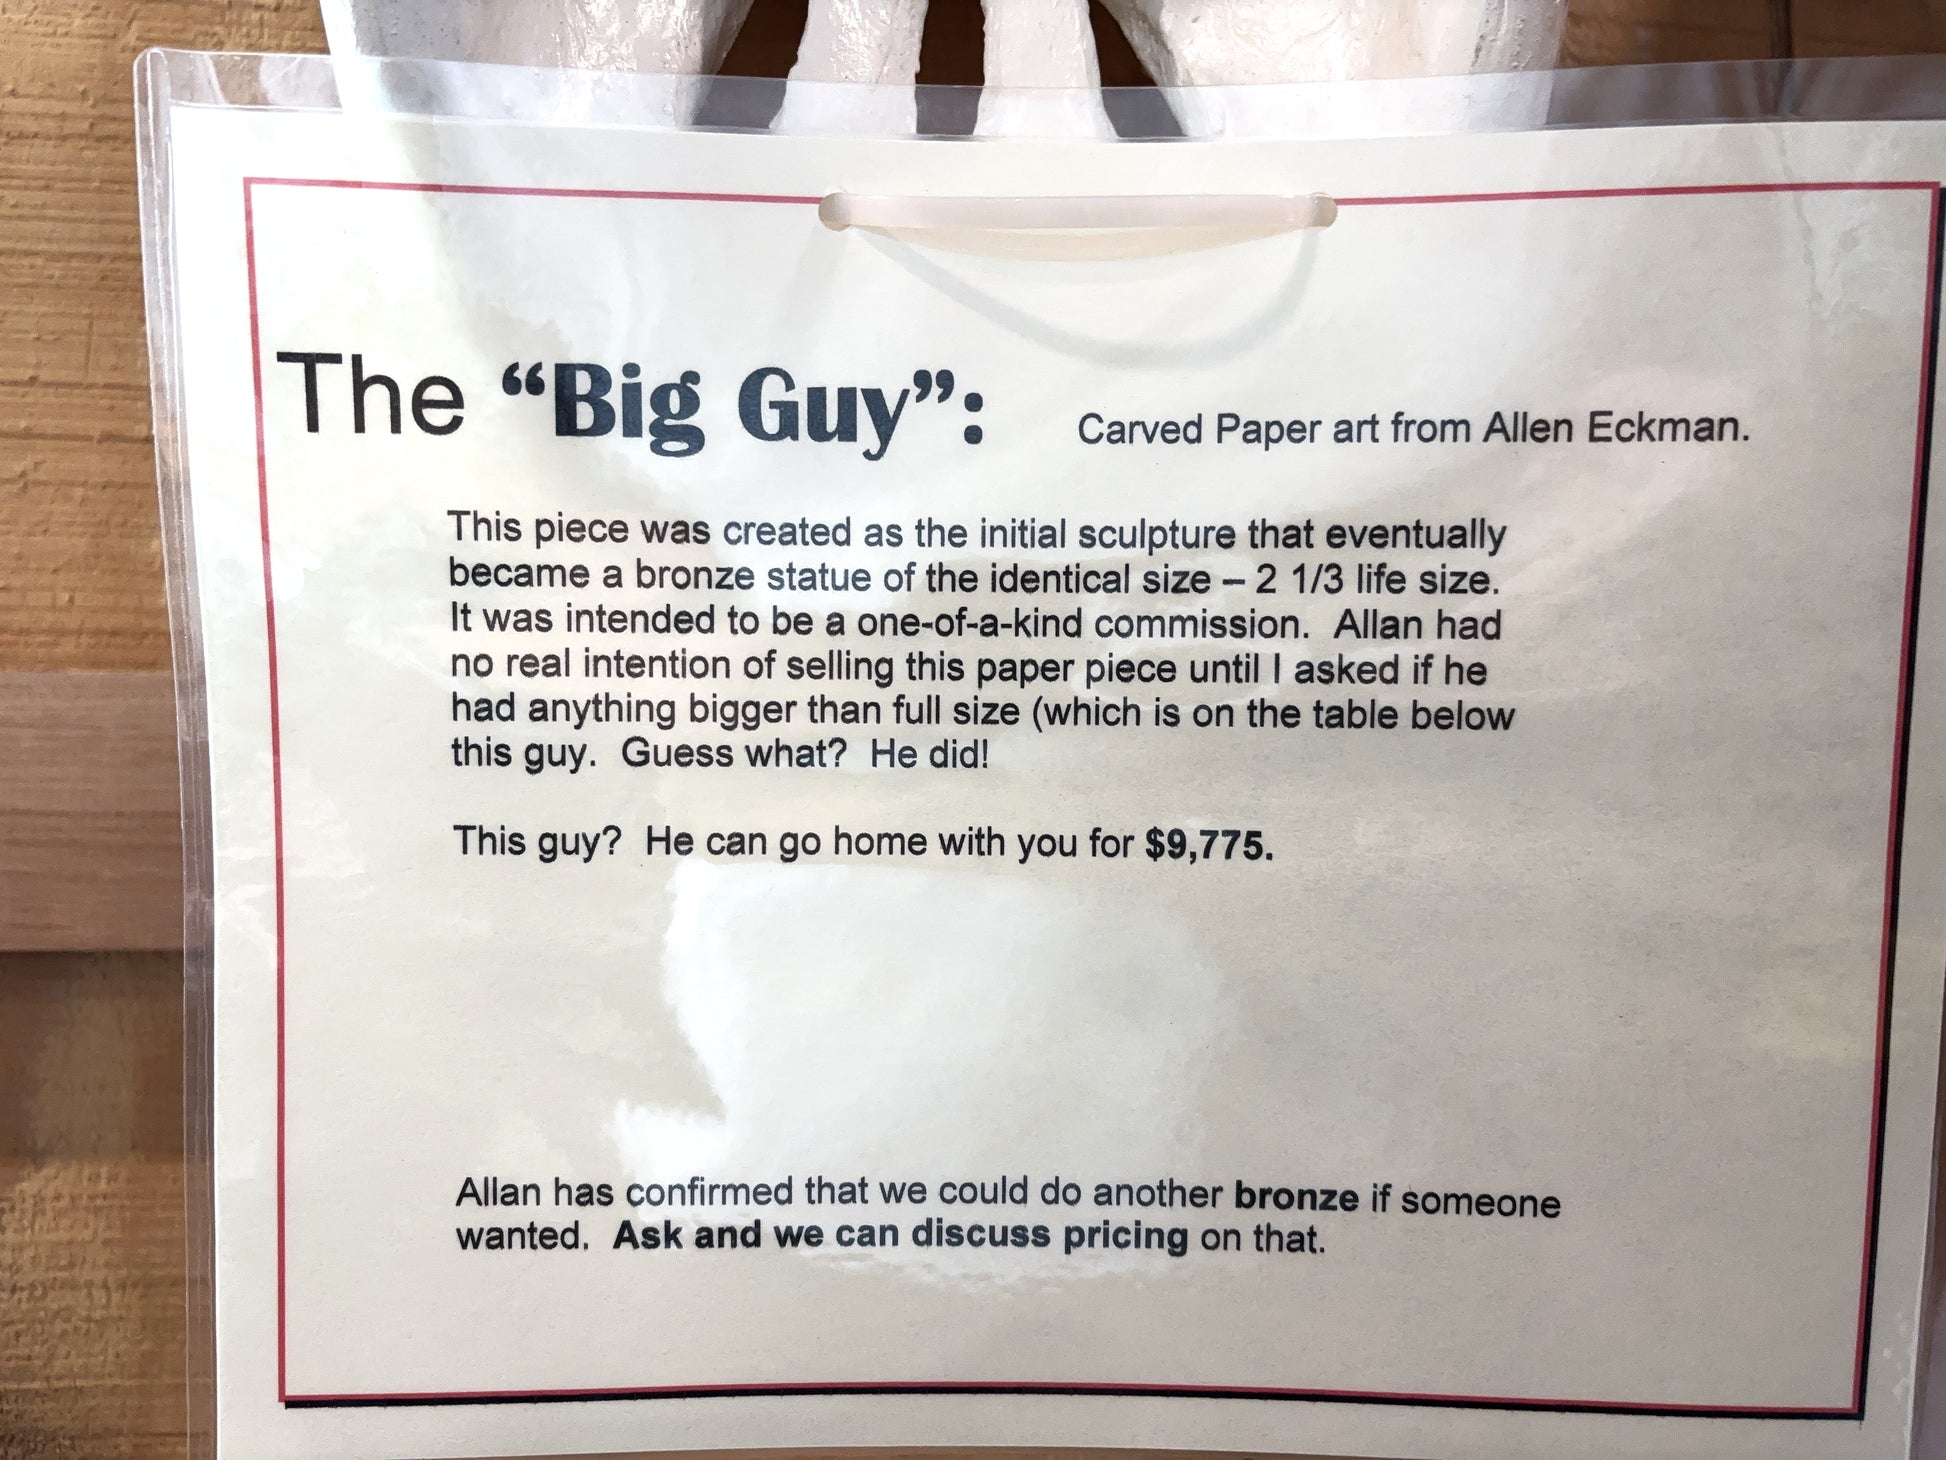 The “Big Guy”: Carved Paper art from Allen Eckman.
This piece was created as the initial sculpture that eventually
became a bronze statue of the identical size – 2 1/3 life size.
It was intended to be a one-of-a-kind commission.  Allan had
no real intention of selling this paper piece until I asked if he
had anything bigger than full size (which is on the table below
this guy.  Guess what?  He did!
This guy?  He can go home with you for $9,775.
Allan has confirmed that we could do another bronze if someone
wanted.  Ask and we can discuss pricing on that.